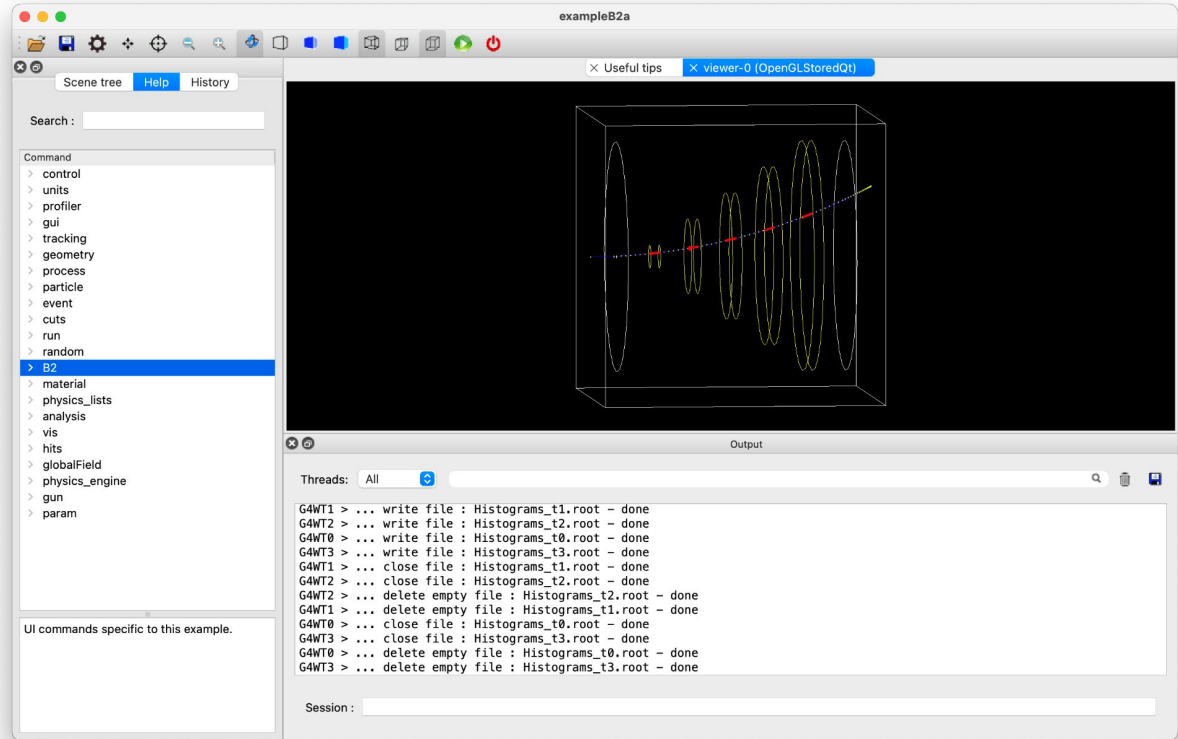 exampleB2a
Scene tree
Help
History
Search :
Command
control
units
profiler
gui
tracking
geometry
process
particle
event
cuts
run
random
B2
material
physics_lists
analysis
vis
hits
globalField
physics_engine
gun
param
UI commands specific to this example.
Useful tips
viewer-0 (OpenGLStoredQt)
Output
Threads: All
G4WT1 > ... write file : Histograms_t1.root - done
G4WT2 > ... write file : Histograms_t2.root - done
G4WT0 > ... write file : Histograms_t0.root - done
G4WT3 > ... write file : Histograms_t3.root - done
G4WT1 > ... close file : Histograms_t1.root - done
G4WT2 > ... close file : Histograms_t2.root - done
G4WT2 > ... delete empty file : Histograms_t2.root - done
G4WT1 > ... delete empty file : Histograms_t1.root - done
G4WT0 > ... close file : Histograms_t0.root - done
G4WT3 > ... close file : Histograms_t3.root - done
G4WT0 > ... delete empty file : Histograms_t0.root - done
G4WT3 > ... delete empty file : Histograms_t3.root - done
Session :